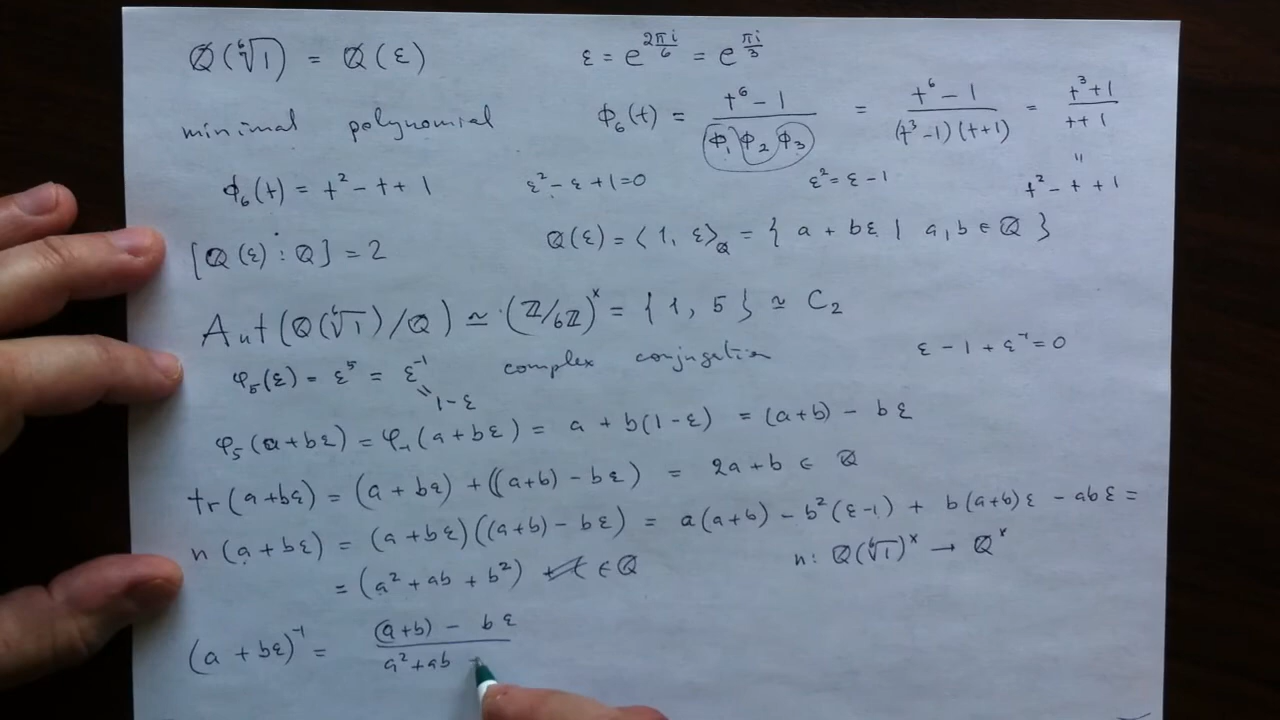 ℚ(⁶√1) = ℚ(ε)    ε = e^{2πi/6} = e^{πi/3}
minimal polynomial    ϕ₆(t) = (t⁶ - 1)/(ϕ₁ϕ₂ϕ₃) = (t⁶ - 1)/((t³-1)(t+1)) = (t³+1)/(t+1)
ϕ₆(t) = t² - t + 1    ε² - ε + 1 = 0    ε² = ε - 1    = t² - t + 1
[ℚ(ε) : ℚ] = 2    ℚ(ε) = ⟨1, ε⟩_ℚ = { a + bε | a, b ∈ ℚ }
Aut(ℚ(⁶√1)/ℚ) ≃ (ℤ/6ℤ)^× = { 1, 5 } ≃ C₂
φ₅(ε) = ε⁵ = ε⁻¹    complex conjugation    ε - 1 + ε⁻¹ = 0
= 1-ε
φ₅(a+bε) = φ₋₁(a+bε) = a + b(1-ε) = (a+b) - bε
tr(a+bε) = (a + bε) + ((a+b) - bε) = 2a + b ∈ ℚ
n(a+bε) = (a+bε)((a+b) - bε) = a(a+b) - b²(ε-1) + b(a+b)ε - abε =
= (a² + ab + b²) ∈ ℚ    n: ℚ(⁶√1)^× → ℚ^×
(a + bε)⁻¹ = ((a+b) - bε)/(a² + ab +